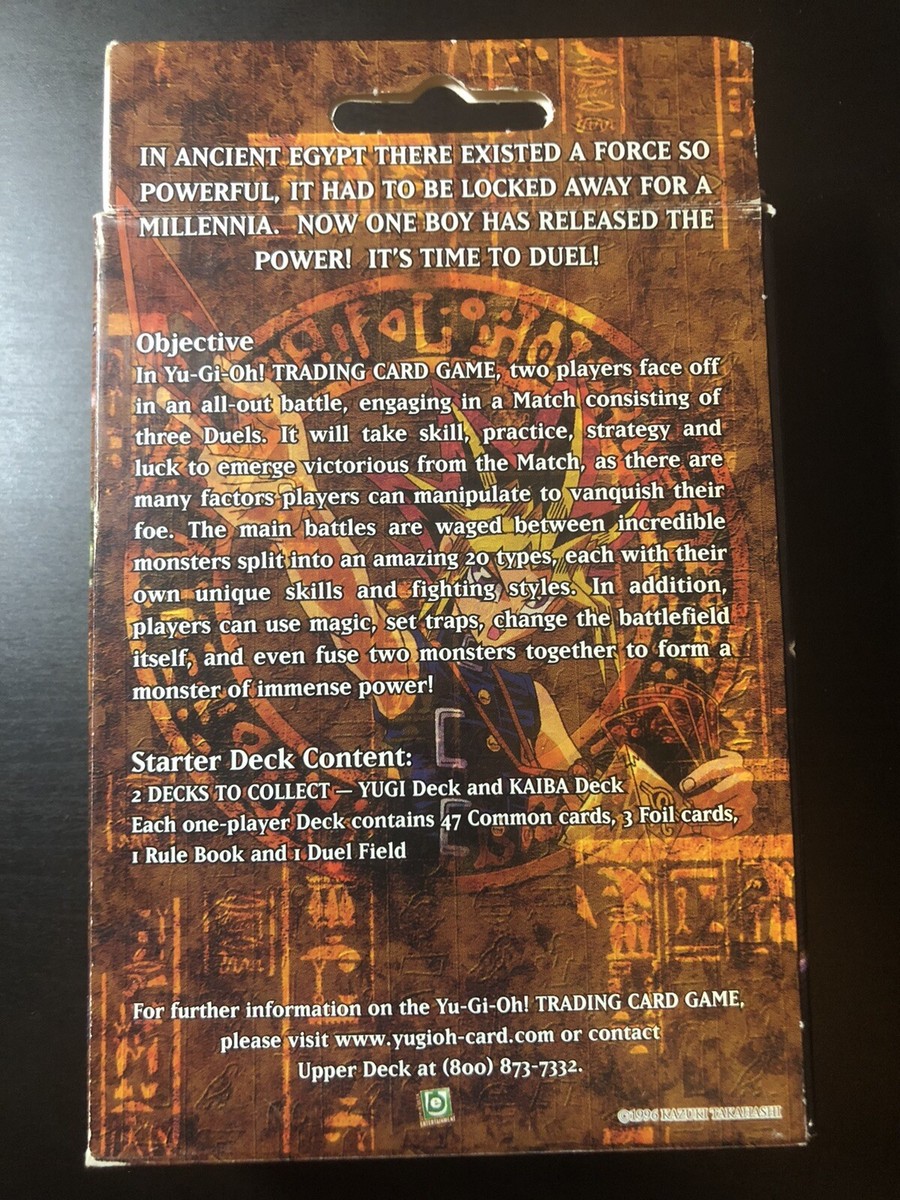 IN ANCIENT EGYPT THERE EXISTED A FORCE SO
POWERFUL, IT HAD TO BE LOCKED AWAY FOR A
MILLENNIA. NOW ONE BOY HAS RELEASED THE
POWER! IT'S TIME TO DUEL!
Objective
In Yu-Gi-Oh! TRADING CARD GAME, two players face off
in an all-out battle, engaging in a Match consisting of
three Duels. It will take skill, practice, strategy and
luck to emerge victorious from the Match, as there are
many factors players can manipulate to vanquish their
foe. The main battles are waged between incredible
monsters split into an amazing 20 types, each with their
own unique skills and fighting styles. In addition,
players can use magic, set traps, change the battlefield
itself, and even fuse two monsters together to form a
monster of immense power!
Starter Deck Content:
2 DECKS TO COLLECT — YUGI Deck and KAIBA Deck
Each one-player Deck contains 47 Common cards, 3 Foil cards,
1 Rule Book and 1 Duel Field
For further information on the Yu-Gi-Oh! TRADING CARD GAME,
please visit www.yugioh-card.com or contact
Upper Deck at (800) 873-7332.
e
ENTERTAINMENT
©1996 KAZUKI TAKAHASHI